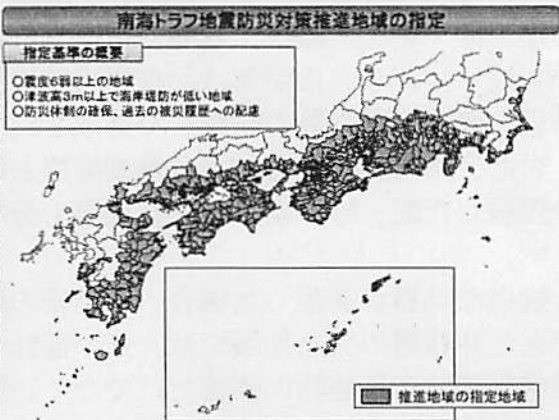 南海トラフ地震防災対策推進地域の指定
指定基準の概要
○震度6弱以上の地域
○津波高3m以上で海岸堤防が低い地域
○防災体制の確保、過去の被災履歴への配慮
推進地域の指定地域